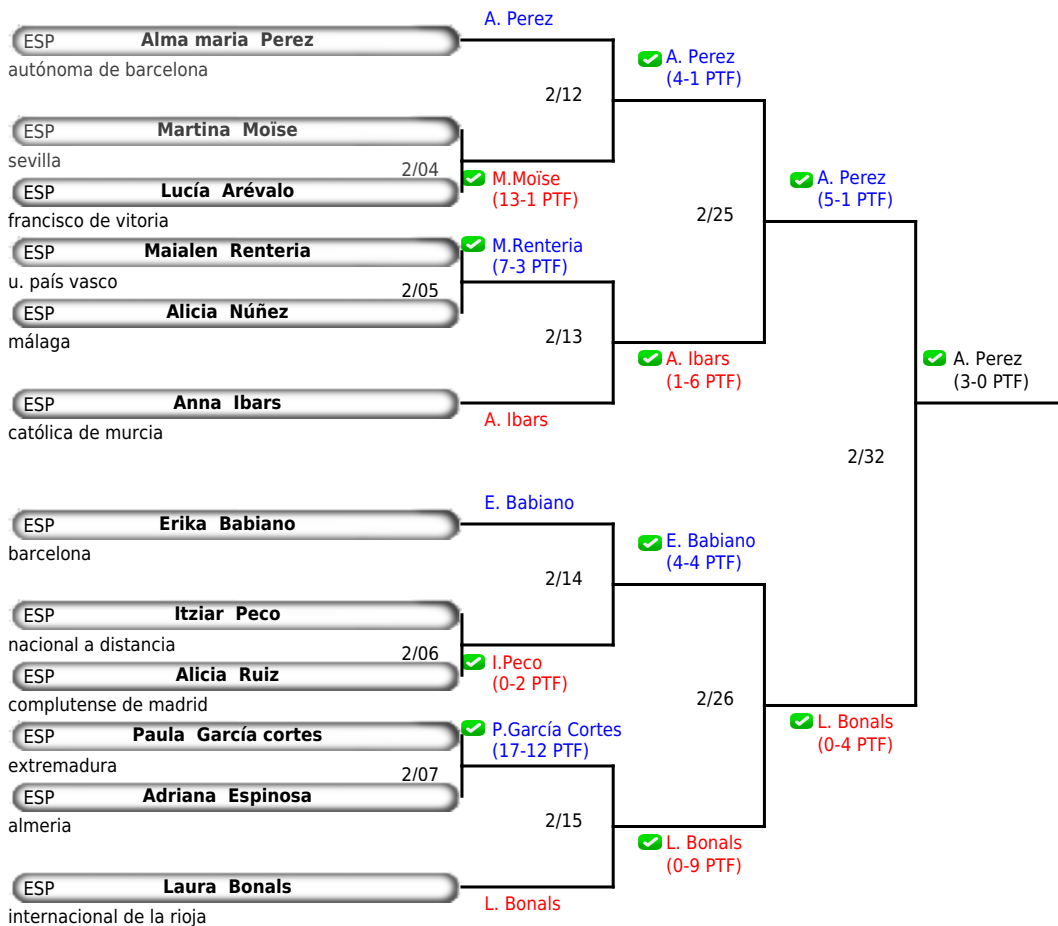 A. Perez
ESP Alma maria Perez
autónoma de barcelona
A. Perez
(4-1 PTF)
2/12
ESP Martina Moïse
sevilla
2/04
M.Moïse
(13-1 PTF)
ESP Lucía Arévalo
francisco de vitoria
A. Perez
(5-1 PTF)
2/25
ESP Maialen Renteria
u. país vasco
M.Renteria
(7-3 PTF)
2/05
ESP Alicia Núñez
málaga
2/13
A. Ibars
(1-6 PTF)
A. Perez
(3-0 PTF)
ESP Anna Ibars
católica de murcia
A. Ibars
2/32
E. Babiano
ESP Erika Babiano
barcelona
E. Babiano
(4-4 PTF)
2/14
ESP Itziar Peco
nacional a distancia
2/06
I.Peco
(0-2 PTF)
ESP Alicia Ruiz
complutense de madrid
2/26
L. Bonals
(0-4 PTF)
ESP Paula García cortes
extremadura
P.García Cortes
(17-12 PTF)
2/07
ESP Adriana Espinosa
almeria
2/15
L. Bonals
(0-9 PTF)
ESP Laura Bonals
internacional de la rioja
L. Bonals